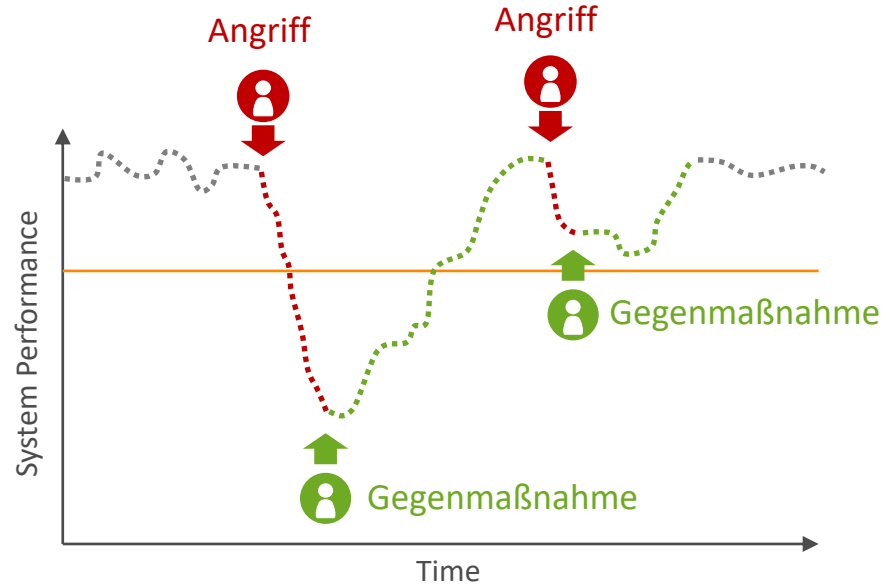 Angriff
Angriff
System Performance
Gegenmaßnahme
Gegenmaßnahme
Time